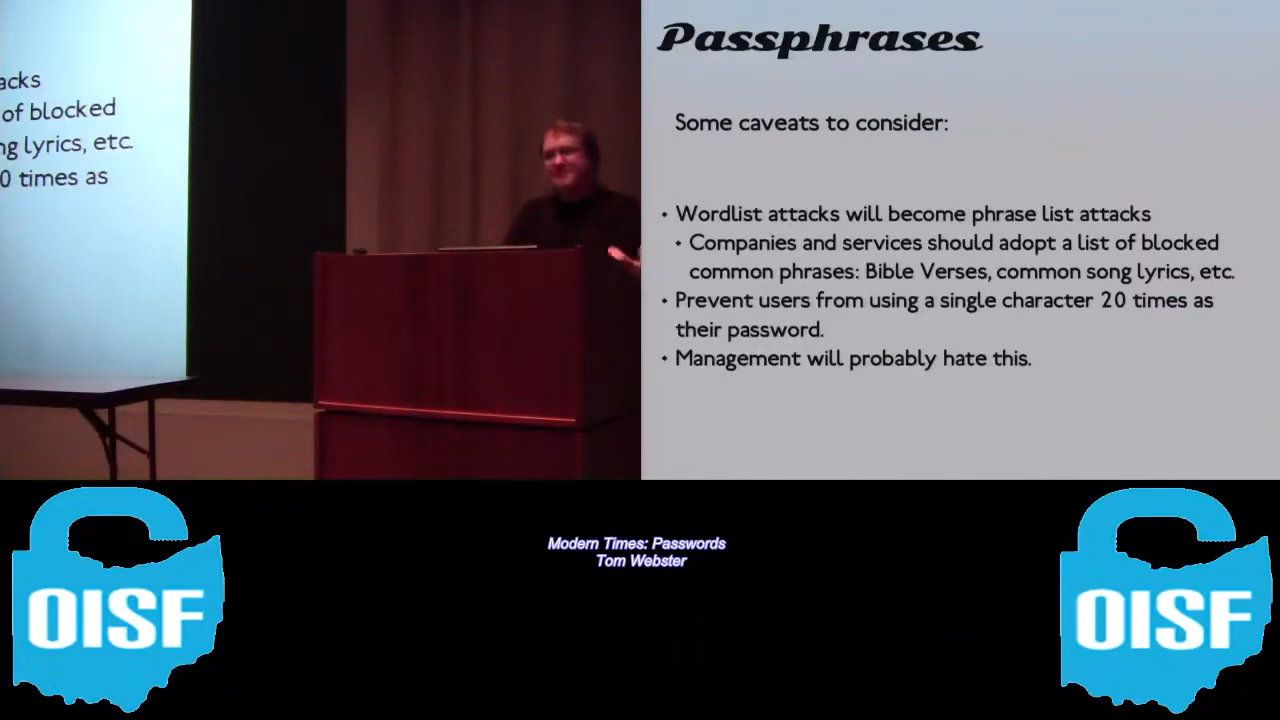 acks
of blocked
ng lyrics, etc.
0 times as
Passphrases
Some caveats to consider:
• Wordlist attacks will become phrase list attacks
• Companies and services should adopt a list of blocked
common phrases: Bible Verses, common song lyrics, etc.
• Prevent users from using a single character 20 times as
their password.
• Management will probably hate this.
Modern Times: Passwords
Tom Webster
OISF
OISF